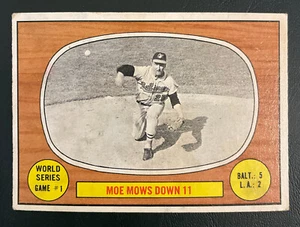 WORLD
SERIES
GAME #1
MOE MOWS DOWN 11
BALT.: 5
L.A.: 2